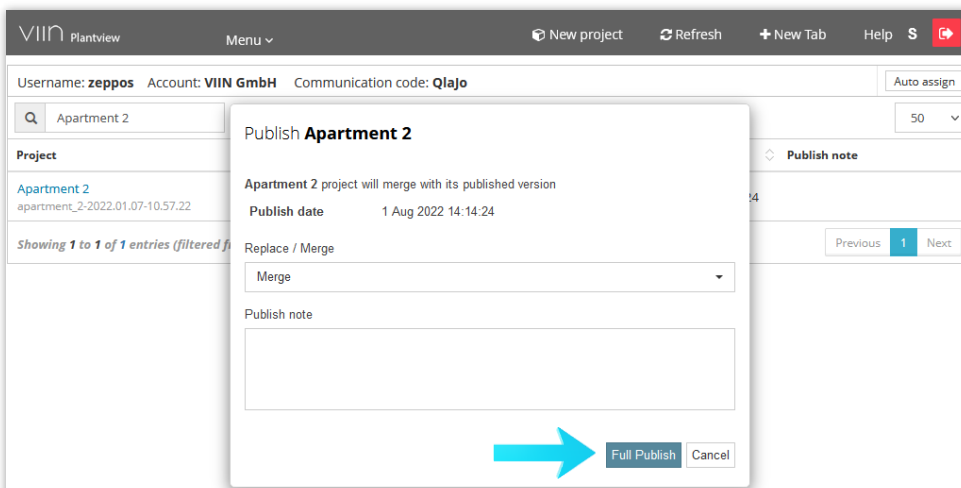 VIIN Plantview Menu New project Refresh New Tab Help S
Username: zeppos Account: VIIN GmbH Communication code: QlaJo Auto assign
Apartment 2 50
Publish Apartment 2
Project Publish note
Apartment 2 project will merge with its published version
Apartment 2
apartment_2-2022.01.07-10.57.22
Publish date 1 Aug 2022 14:14:24
24
Showing 1 to 1 of 1 entries (filtered
Replace / Merge
Previous 1 Next
Merge
Publish note
Full Publish Cancel